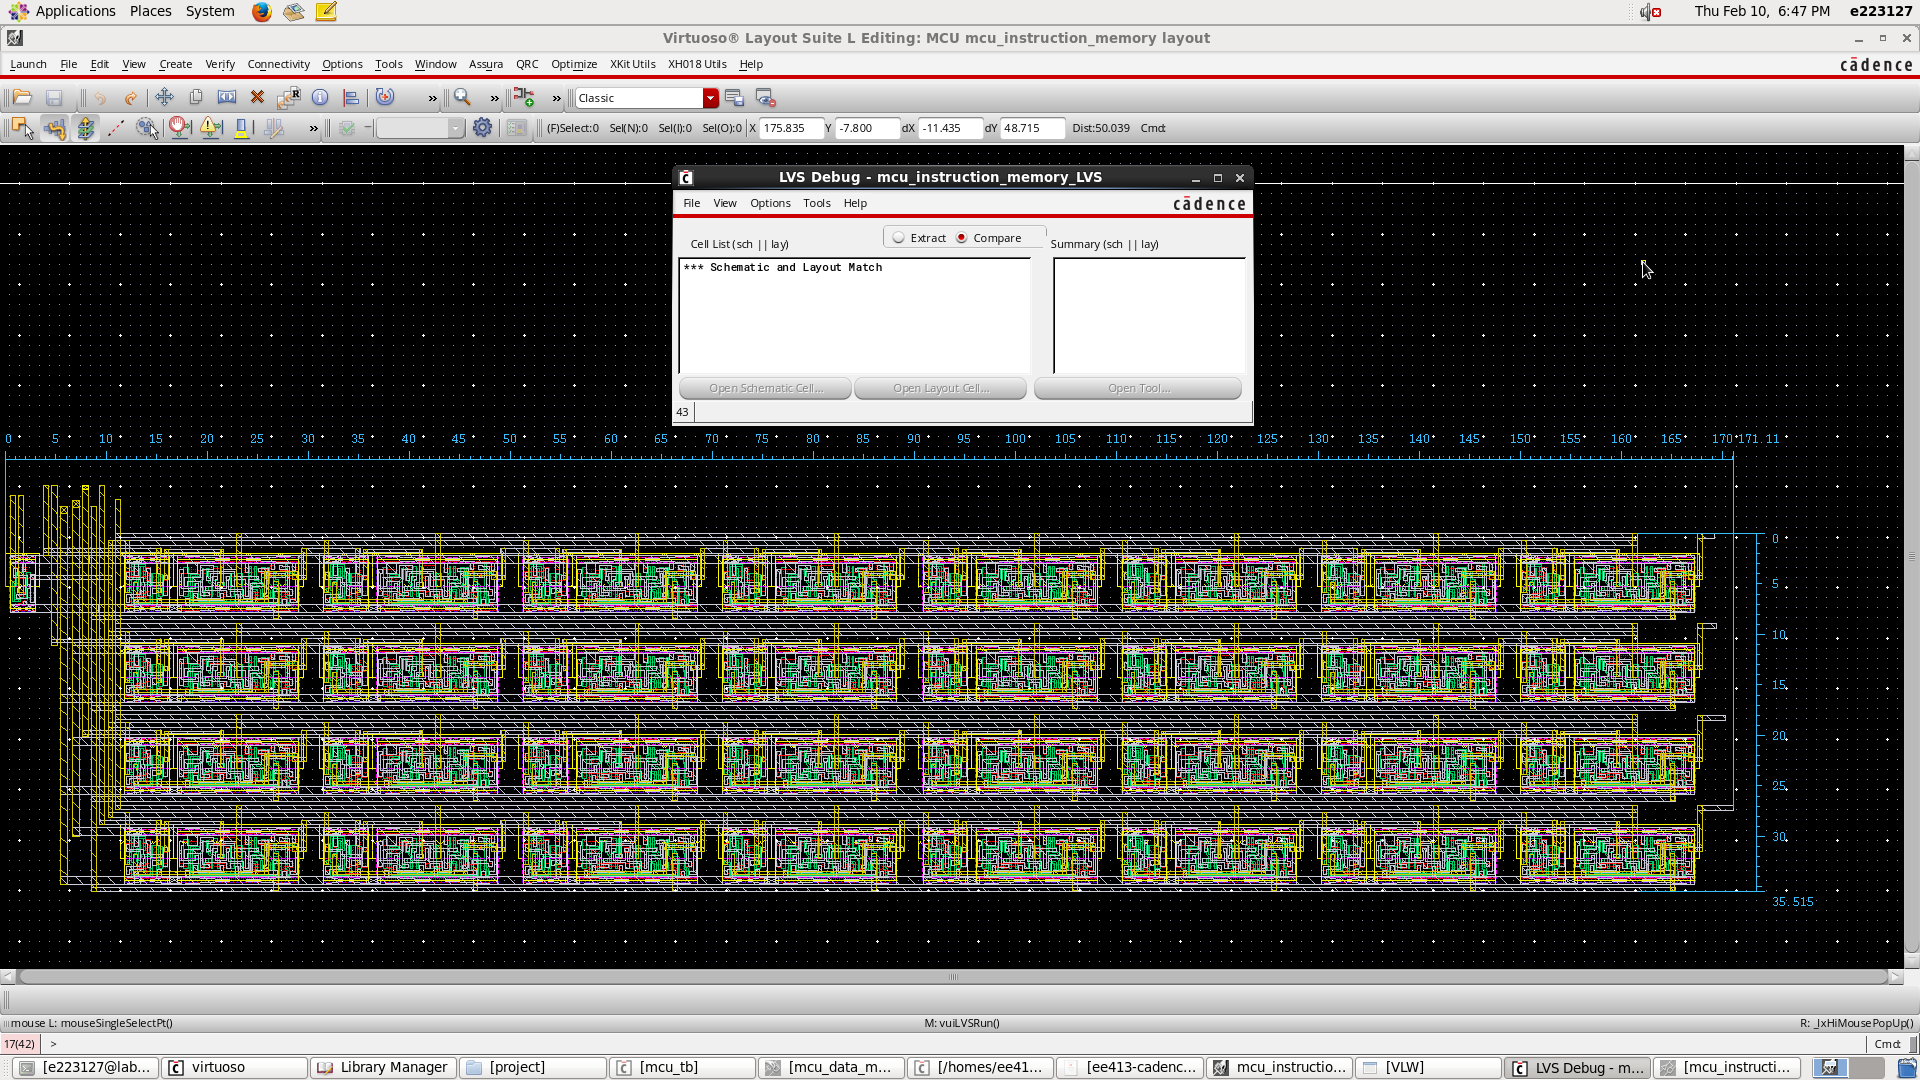 Applications Places System Thu Feb 10, 6:47 PM e223127
Virtuoso® Layout Suite L Editing: MCU mcu_instruction_memory layout
Launch File Edit View Create Verify Connectivity Options Tools Window Assura QRC Optimize XKit Utils XH018 Utils Help cādence
» » » Classic
» (F)Select:0 Sel(N):0 Sel(I):0 Sel(O):0 X 175.835 Y -7.800 dX -11.435 dY 48.715 Dist:50.039 Cmd:
LVS Debug - mcu_instruction_memory_LVS
File View Options Tools Help cādence
Extract Compare
Cell List (sch || lay) Summary (sch || lay)
*** Schematic and Layout Match
Open Schematic Cell... Open Layout Cell... Open Tool...
43
0 5 10 15 20 25 30 35 40 45 50 55 60 65 70 75 80 85 90 95 100 105 110 115 120 125 130 135 140 145 150 155 160 165 170 171.11
0
5
10
15
20
25
30
35.515
mouse L: mouseSingleSelectPt() M: vuiLVSRun() R: _lxHiMousePopUp()
17(42) > Cmd:
[e223127@lab... virtuoso Library Manager [project] [mcu_tb] [mcu_data_m... [/homes/ee41... [ee413-cadenc... mcu_instructio... [VLW] LVS Debug - m... [mcu_instructi...